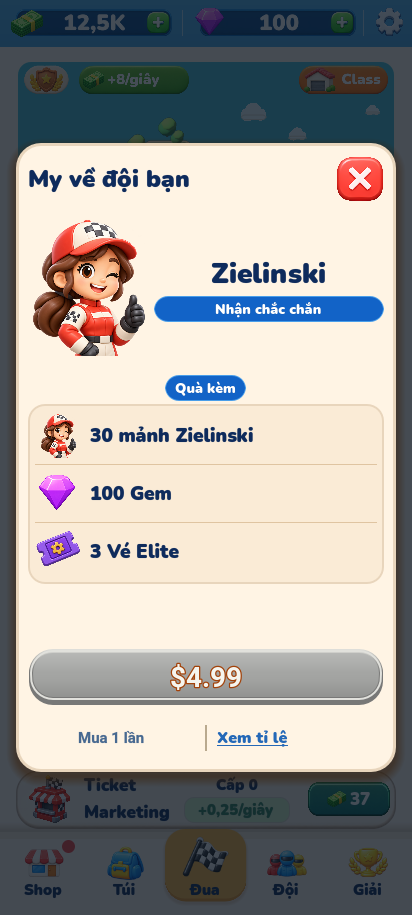 12,5K
100
+8/giây
Class
My về đội bạn
Zielinski
Nhận chắc chắn
Quà kèm
30 mảnh Zielinski
100 Gem
3 Vé Elite
$4.99
Mua 1 lần
Xem tỉ lệ
Ticket
Marketing
Cấp 0
+0,25/giây
37
Shop
Túi
Đua
Đội
Giải